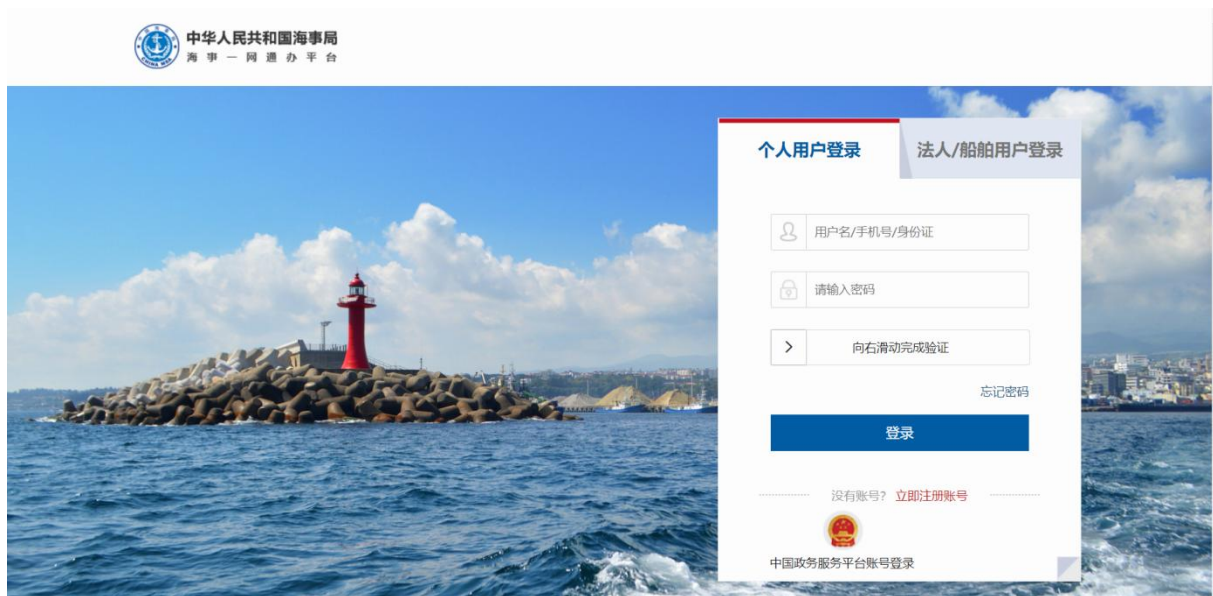 中华人民共和国海事局
海事一网通办平台
CHINA MSA
个人用户登录
法人/船舶用户登录
用户名/手机号/身份证
请输入密码
向右滑动完成验证
忘记密码
登录
没有账号? 立即注册账号
中国政务服务平台账号登录